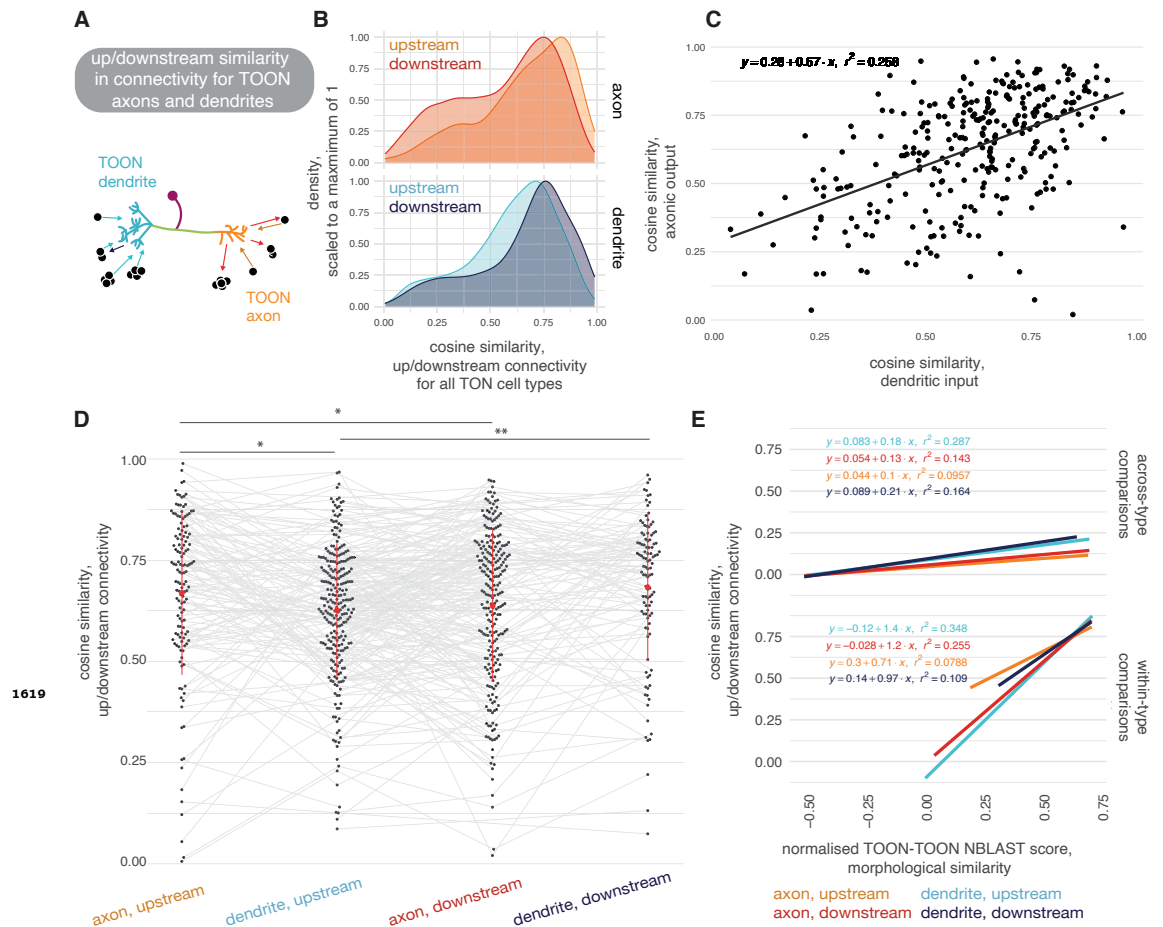 A
up/downstream similarity
in connectivity for TOON
axons and dendrites
TOON
dendrite
TOON
axon
B
upstream
downstream
1.00
0.75
0.50
0.25
0.00
axon
upstream
downstream
1.00
0.75
0.50
0.25
0.00
dendrite
density,
scaled to a maxmimum of 1
0.00
0.25
0.50
0.75
1.00
cosine similarity,
up/downstream connectivity
for all TON cell types
C
1.00
0.75
0.50
0.25
0.00
cosine similarity,
axonic output
0.00
0.25
0.50
0.75
1.00
cosine similarity,
dendritic input
D
*
*
**
1.00
0.75
0.50
0.25
0.00
cosine similarity,
up/downstream connectivity
axon, upstream
dendrite, upstream
axon, downstream
dendrite, downstream
E
y = 0.083 + 0.18 · x, r² = 0.287
y = 0.054 + 0.13 · x, r² = 0.143
y = 0.044 + 0.1 · x, r² = 0.0957
y = 0.089 + 0.21 · x, r² = 0.164
0.75
0.50
0.25
0.00
across-type
comparisons
y = −0.12 + 1.4 · x, r² = 0.348
y = −0.028 + 1.2 · x, r² = 0.255
y = 0.3 + 0.71 · x, r² = 0.0788
y = 0.14 + 0.97 · x, r² = 0.109
0.75
0.50
0.25
0.00
within-type
comparisons
cosine similarity,
up/downstream connectivity
−0.50
−0.25
0.00
0.25
0.50
0.75
normalised TOON-TOON NBLAST score,
morphological similarity
axon, upstream
dendrite, upstream
axon, downstream
dendrite, downstream
1619